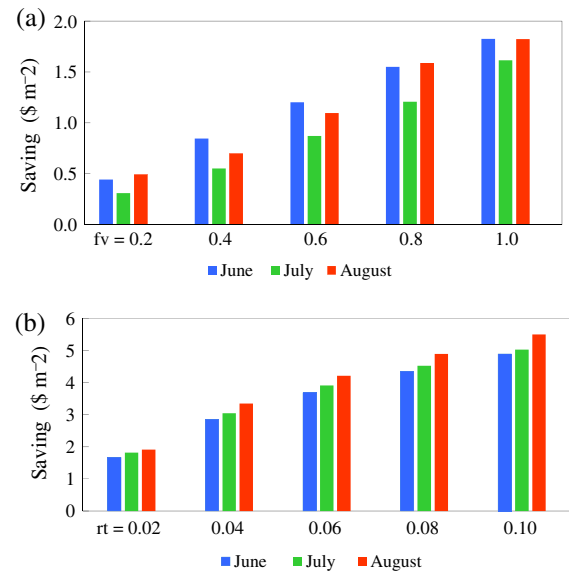 (a)
Saving ($ m−2)
2.0
1.5
1.0
0.5
0.0
fv = 0.2 0.4 0.6 0.8 1.0
June July August
(b)
Saving ($ m−2)
6
5
4
3
2
1
0
rt = 0.02 0.04 0.06 0.08 0.10
June July August